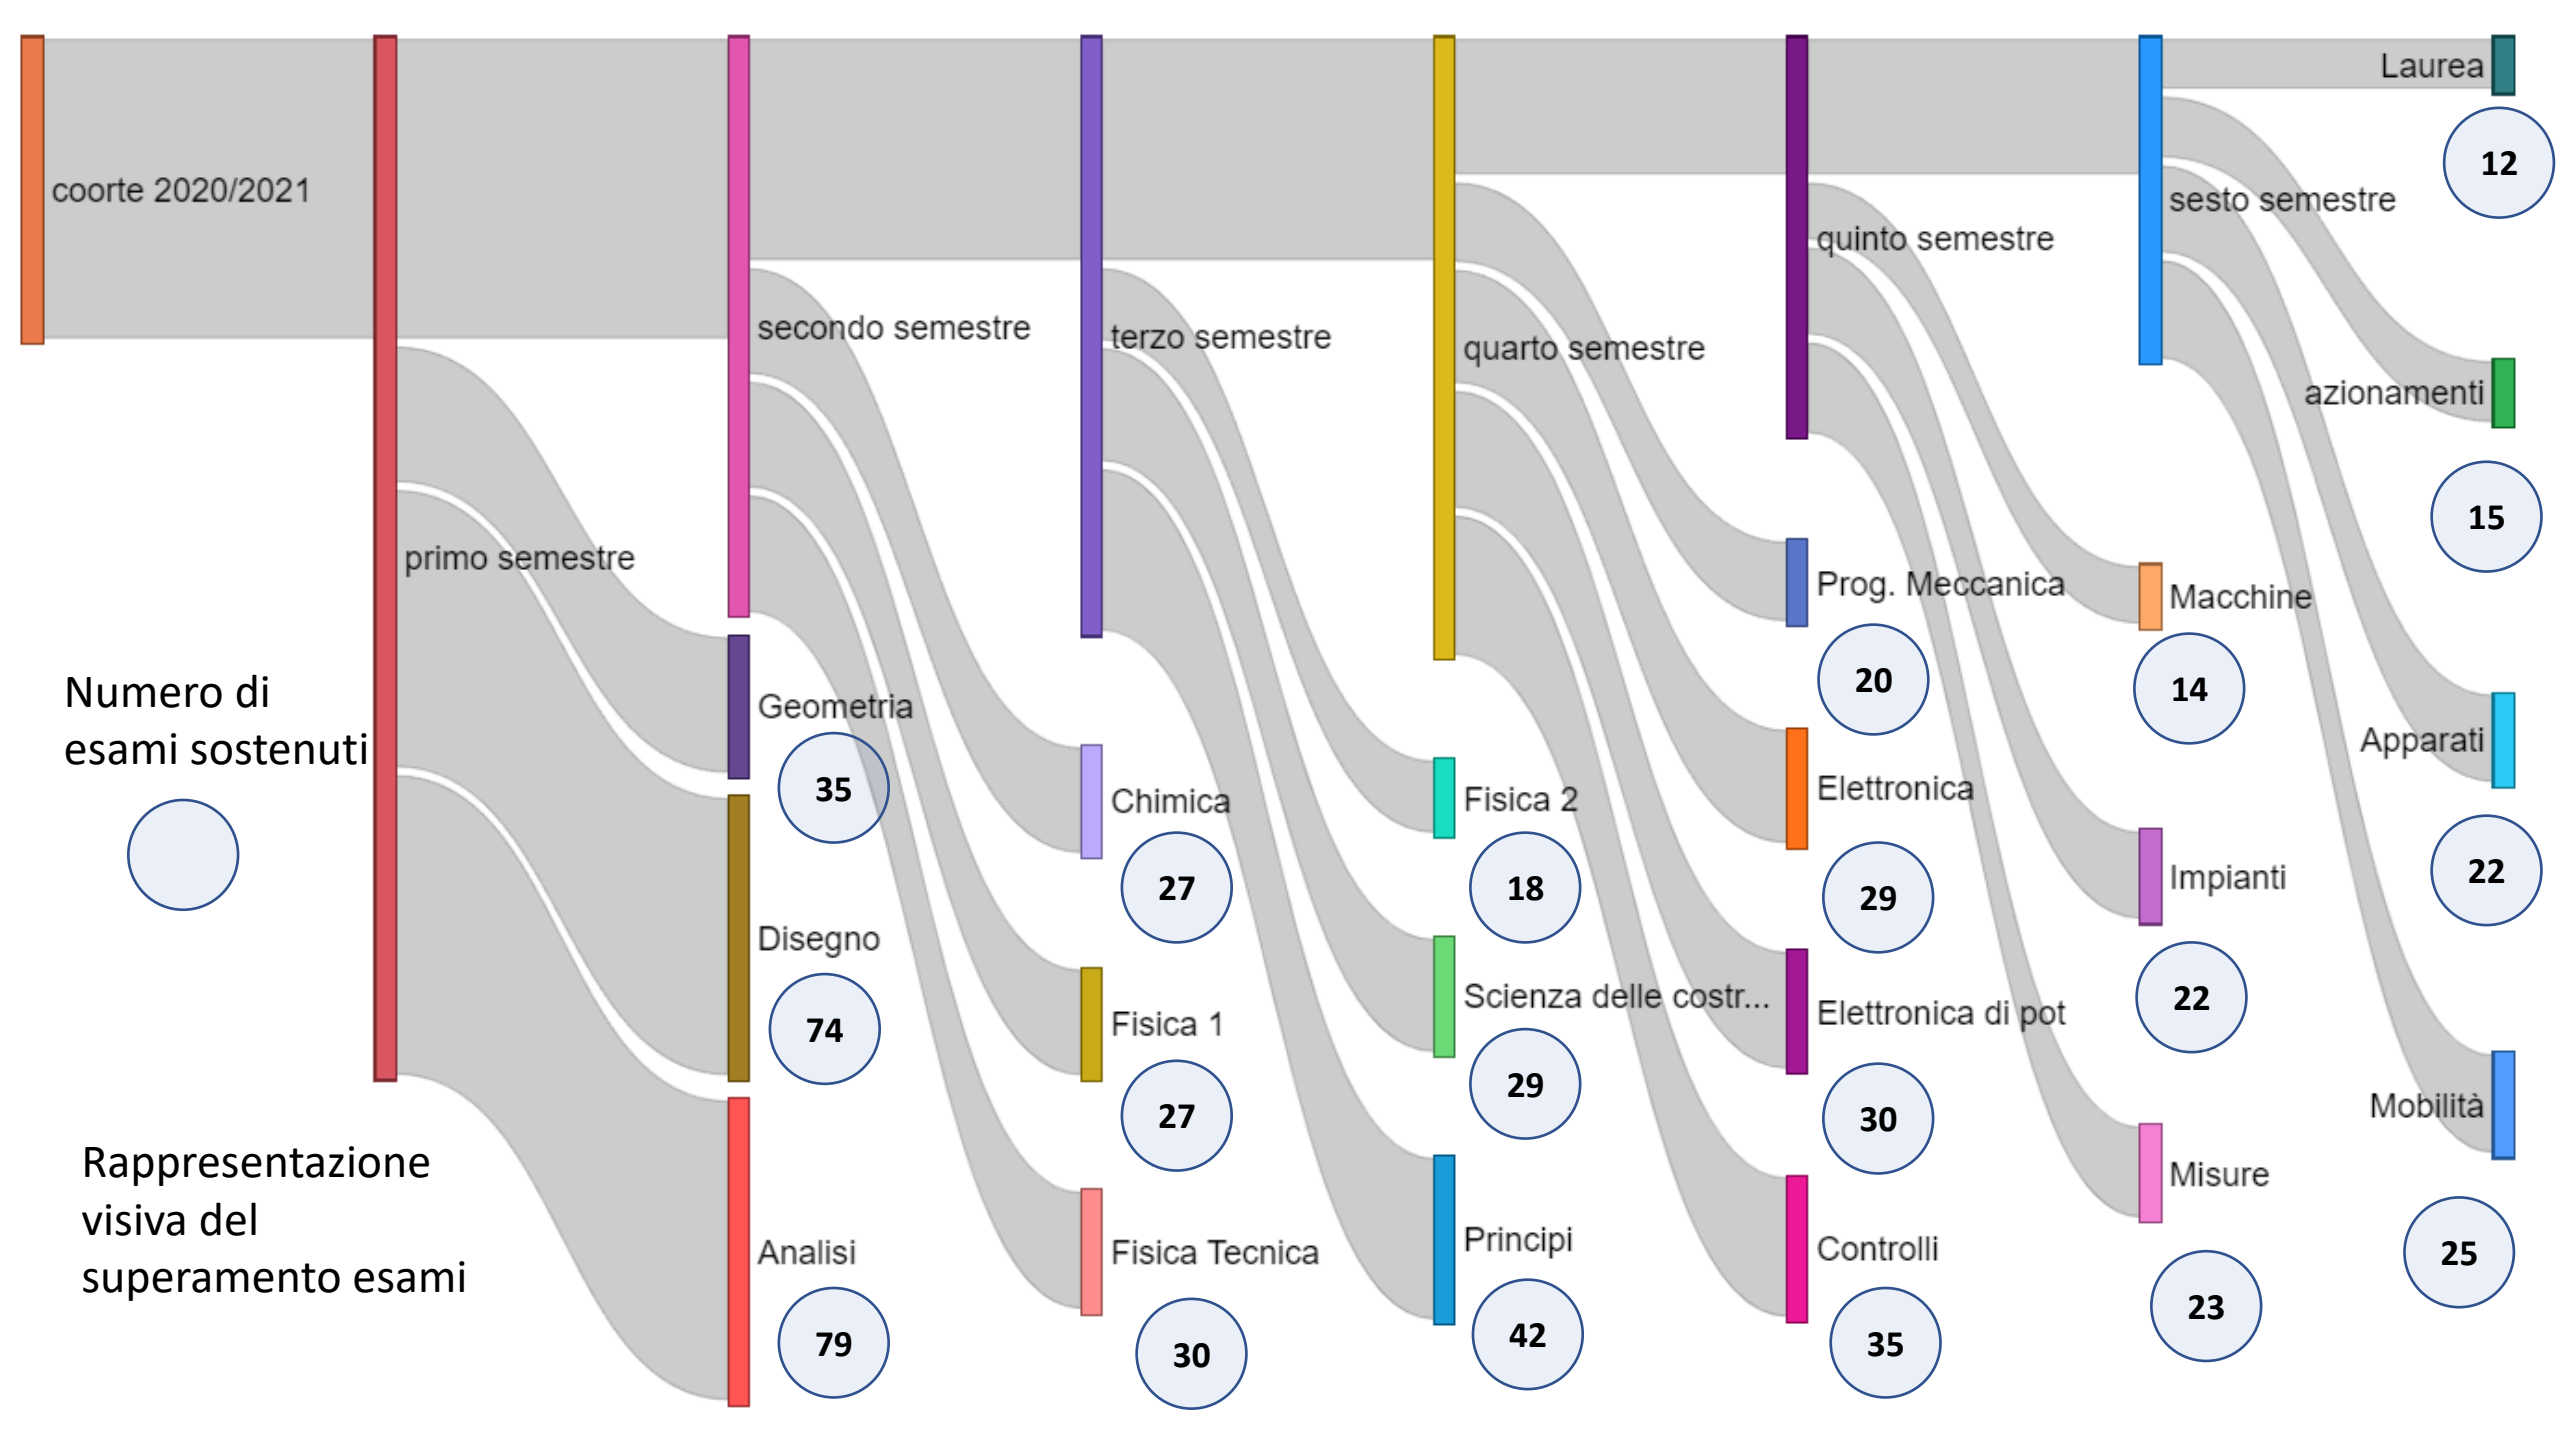 coorte 2020/2021
Numero di
esami sostenuti
Rappresentazione
visiva del
superamento esami
primo semestre
secondo semestre
Geometria
35
Disegno
74
Analisi
79
terzo semestre
Chimica
27
Fisica 1
27
Fisica Tecnica
30
quarto semestre
Fisica 2
18
Scienza delle costr...
29
Principi
42
quinto semestre
Prog. Meccanica
20
Elettronica
29
Elettronica di pot
30
Controlli
35
sesto semestre
Macchine
14
Impianti
22
Misure
23
Laurea
12
azionamenti
15
Apparati
22
Mobilità
25